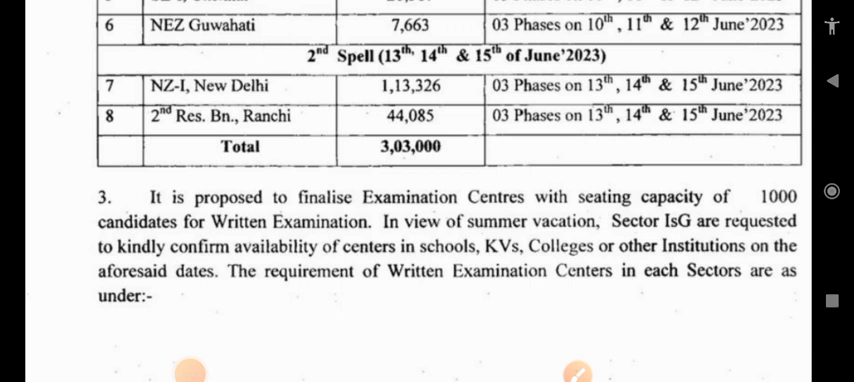 6 NEZ Guwahati 7,663 03 Phases on 10th , 11th & 12th June'2023
2nd Spell (13th, 14th & 15th of June'2023)
7 NZ-I, New Delhi 1,13,326 03 Phases on 13th , 14th & 15th June'2023
8 2nd Res. Bn., Ranchi 44,085 03 Phases on 13th , 14th & 15th June'2023
Total 3,03,000
3. It is proposed to finalise Examination Centres with seating capacity of 1000
candidates for Written Examination. In view of summer vacation, Sector IsG are requested
to kindly confirm availability of centers in schools, KVs, Colleges or other Institutions on the
aforesaid dates. The requirement of Written Examination Centers in each Sectors are as
under:-